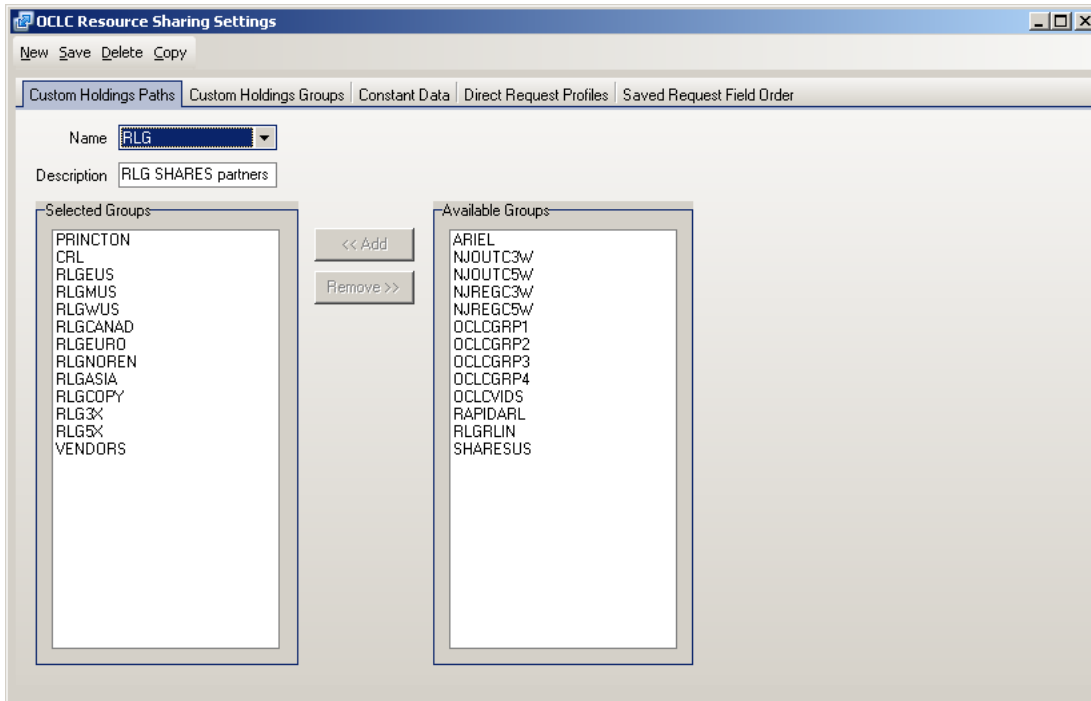 OCLC Resource Sharing Settings
New Save Delete Copy
Custom Holdings Paths Custom Holdings Groups Constant Data Direct Request Profiles Saved Request Field Order
Name RLG
Description RLG SHARES partners
Selected Groups
PRINCTON
CRL
RLGEUS
RLGMUS
RLGWUS
RLGCANAD
RLGEURO
RLGNOREN
RLGASIA
RLGCOPY
RLG3X
RLG5X
VENDORS
<< Add
Remove >>
Available Groups
ARIEL
NJOUTC3W
NJOUTC5W
NJREGC3W
NJREGC5W
OCLCGRP1
OCLCGRP2
OCLCGRP3
OCLCGRP4
OCLCVIDS
RAPIDARL
RLGRLIN
SHARESUS